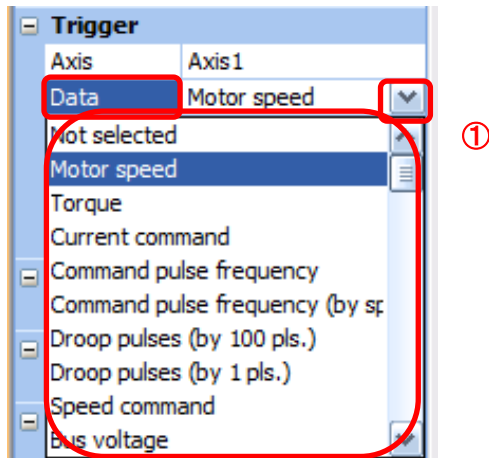 Trigger
Axis Axis1
Data Motor speed
①
Not selected
Motor speed
Torque
Current command
Command pulse frequency
Command pulse frequency (by sp
Droop pulses (by 100 pls.)
Droop pulses (by 1 pls.)
Speed command
Bus voltage